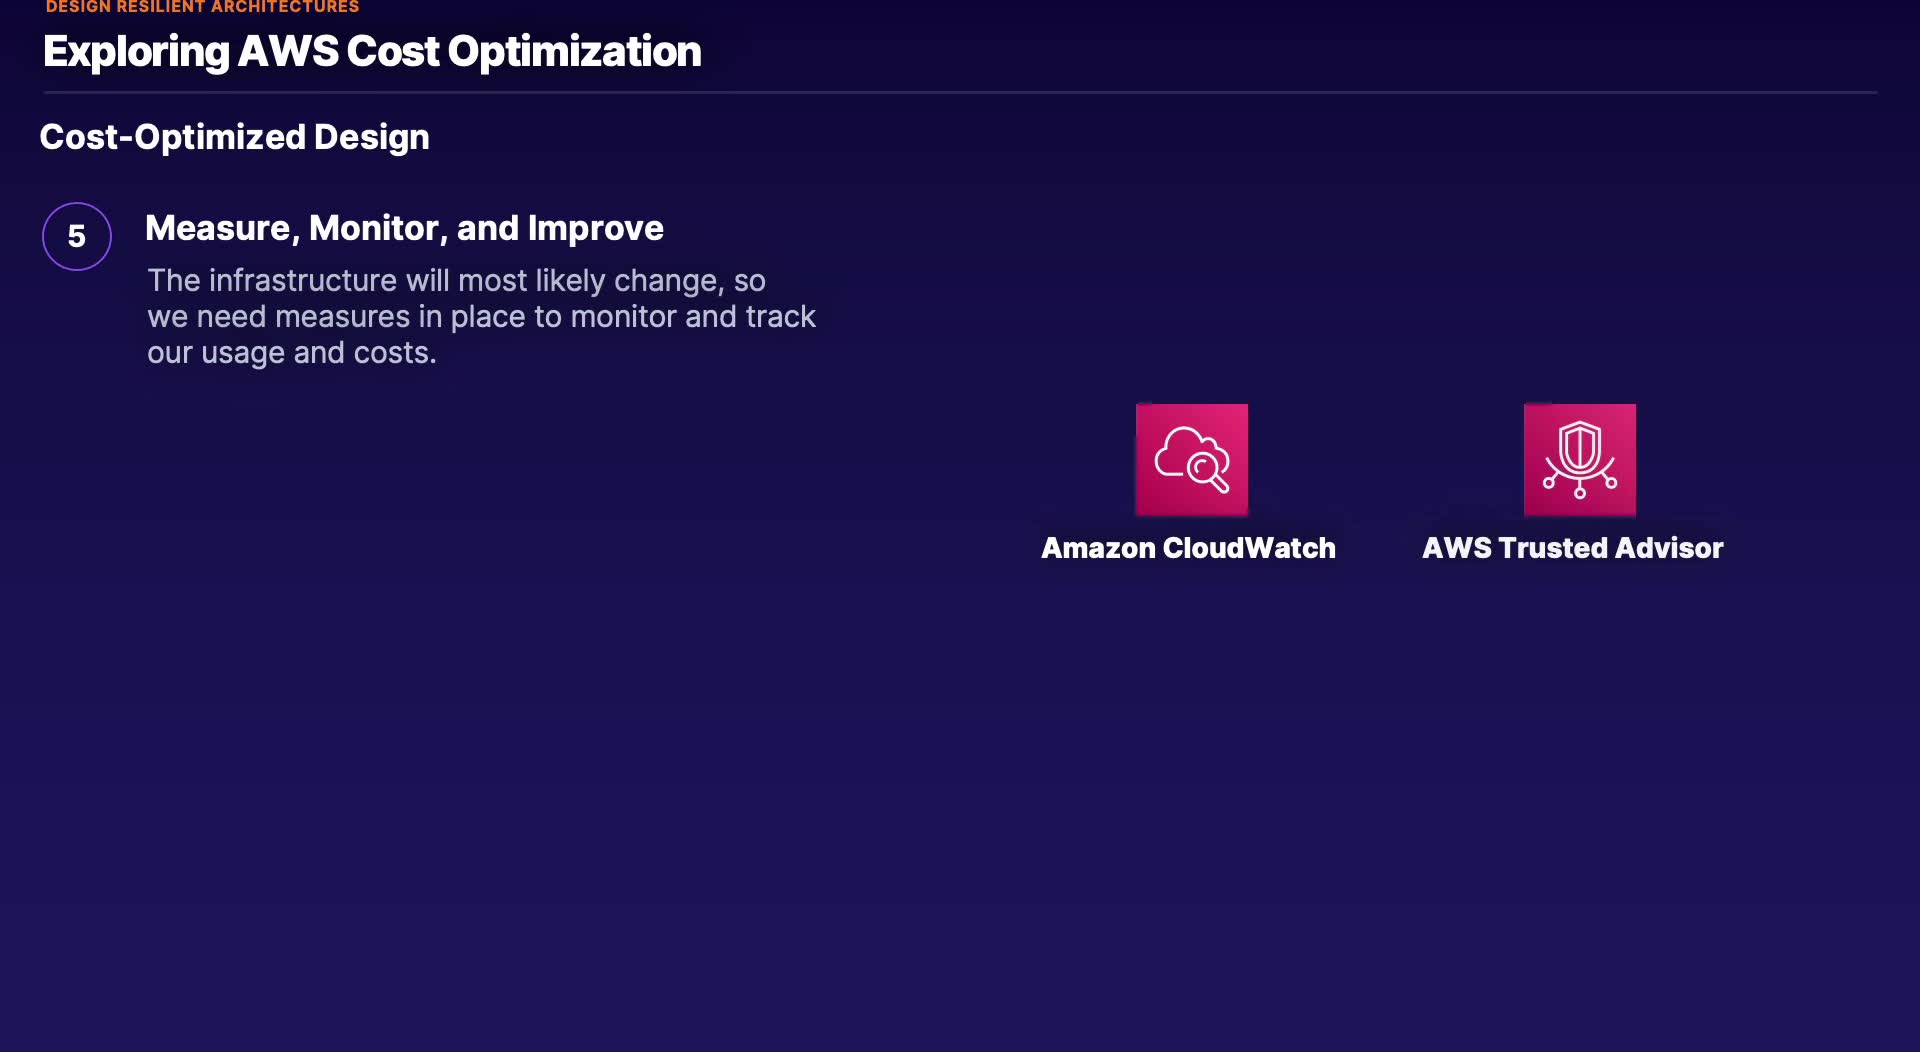 DESIGN RESILIENT ARCHITECTURES
Exploring AWS Cost Optimization
Cost-Optimized Design
5
Measure, Monitor, and Improve
The infrastructure will most likely change, so
we need measures in place to monitor and track
our usage and costs.
Amazon CloudWatch
AWS Trusted Advisor